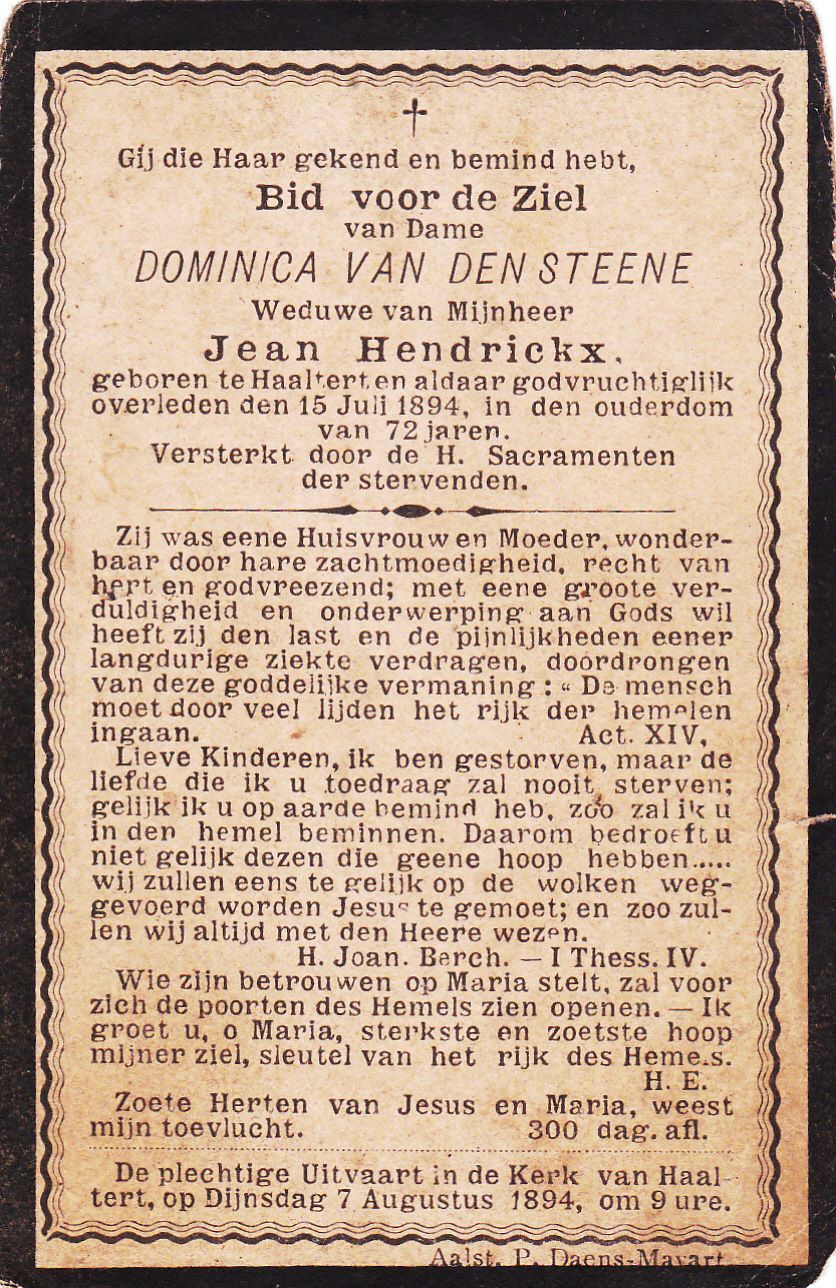 Gij die Haar gekend en bemind hebt,
Bid voor de Ziel
van Dame
DOMINICA VAN DEN STEENE
Weduwe van Mijnheer
Jean Hendrickx,
geboren te Haaltert en aldaar godvruchtiglijk
overleden den 15 Juli 1894, in den ouderdom
van 72 jaren.
Versterkt door de H. Sacramenten
der stervenden.
Zij was eene Huisvrouw en Moeder, wonder-
baar door hare zachtmoedigheid, recht van
hert en godvreezend; met eene groote ver-
duldigheid en onderwerping aan Gods wil
heeft zij den last en de pijnlijkheden eener
langdurige ziekte verdragen, doordrongen
van deze goddelijke vermaning : “ De mensch
moet door veel lijden het rijk der hemelen
ingaan. Act. XIV,
Lieve Kinderen, ik ben gestorven, maar de
liefde die ik u toedraag zal nooit sterven;
gelijk ik u op aarde bemind heb, zoo zal ik u
in den hemel beminnen. Daarom bedroeft u
niet gelijk dezen die geene hoop hebben.....
wij zullen eens te gelijk op de wolken weg-
gevoerd worden Jesus te gemoet; en zoo zul-
len wij altijd met den Heere wezen.
H. Joan. Berch. — I Thess. IV.
Wie zijn betrouwen op Maria stelt, zal voor
zich de poorten des Hemels zien openen. — Ik
groet u, o Maria, sterkste en zoetste hoop
mijner ziel, sleutel van het rijk des Hemels.
H. E.
Zoete Herten van Jesus en Maria, weest
mijn toevlucht. 300 dag. afl.
De plechtige Uitvaart in de Kerk van Haal-
tert, op Dijnsdag 7 Augustus 1894, om 9 ure.
Aalst, P. Daens-Mayart.